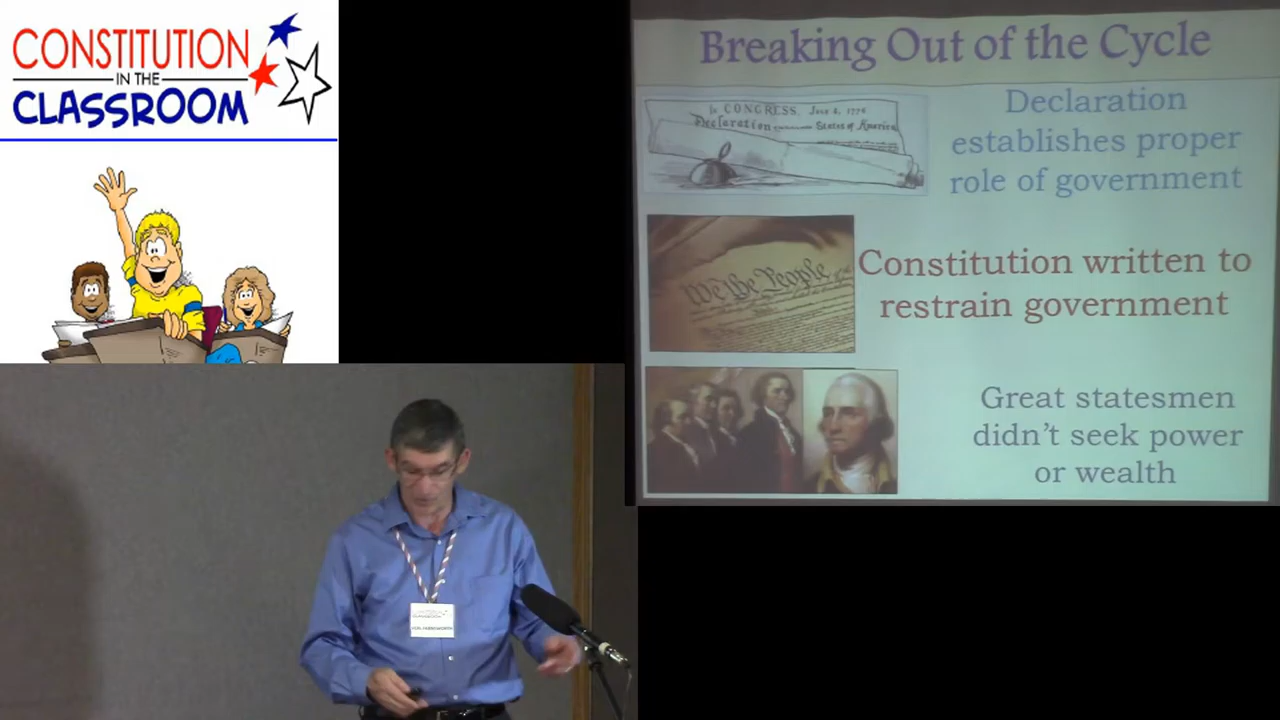 CONSTITUTION
IN THE
CLASSROOM
Breaking Out of the Cycle
In CONGRESS, July 4, 1776
Declaration States of America
Declaration
establishes proper
role of government
We the People
Constitution written to
restrain government
Great statesmen
didn't seek power
or wealth